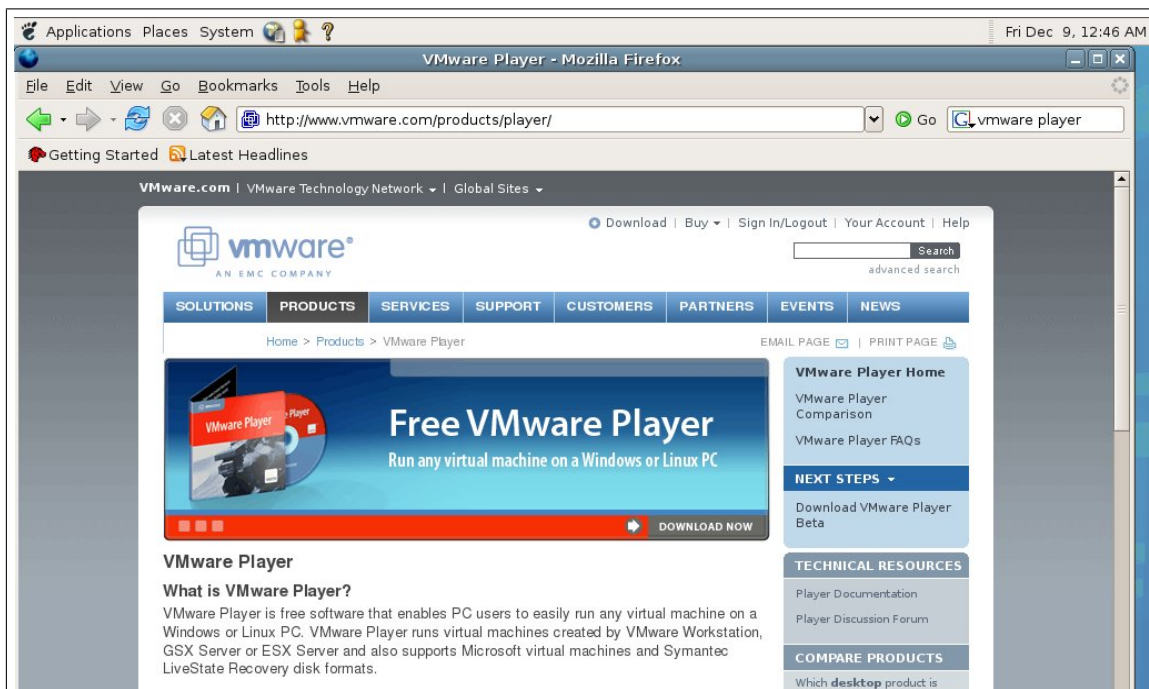 Applications Places System Fri Dec 9, 12:46 AM
VMware Player - Mozilla Firefox
File Edit View Go Bookmarks Tools Help
http://www.vmware.com/products/player/ Go vmware player
Getting Started Latest Headlines
VMware.com | VMware Technology Network | Global Sites
Download | Buy | Sign In/Logout | Your Account | Help
vmware®
AN EMC COMPANY
Search
advanced search
SOLUTIONS PRODUCTS SERVICES SUPPORT CUSTOMERS PARTNERS EVENTS NEWS
Home > Products > VMware Player
EMAIL PAGE | PRINT PAGE
VMware Player
Player
Free VMware Player
Run any virtual machine on a Windows or Linux PC
DOWNLOAD NOW
VMware Player
What is VMware Player?
VMware Player is free software that enables PC users to easily run any virtual machine on a
Windows or Linux PC. VMware Player runs virtual machines created by VMware Workstation,
GSX Server or ESX Server and also supports Microsoft virtual machines and Symantec
LiveState Recovery disk formats.
VMware Player Home
VMware Player
Comparison
VMware Player FAQs
NEXT STEPS
Download VMware Player
Beta
TECHNICAL RESOURCES
Player Documentation
Player Discussion Forum
COMPARE PRODUCTS
Which desktop product is